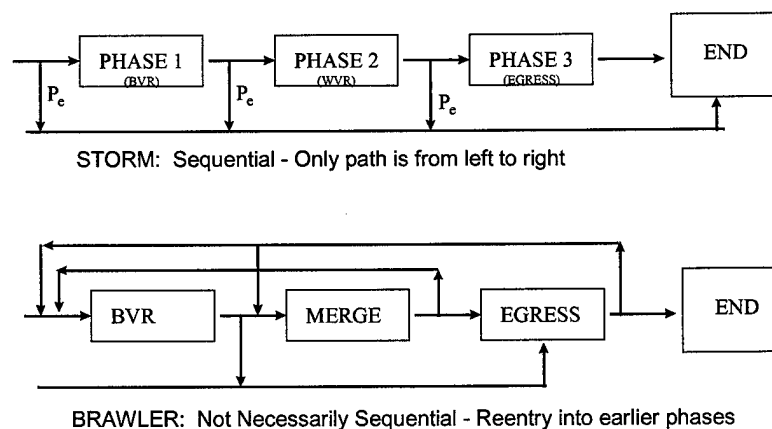 PHASE 1
(BVR)
PHASE 2
(WVR)
PHASE 3
(EGRESS)
END
Pe
Pe
Pe
STORM: Sequential - Only path is from left to right
BVR
MERGE
EGRESS
END
BRAWLER: Not Necessarily Sequential - Reentry into earlier phases